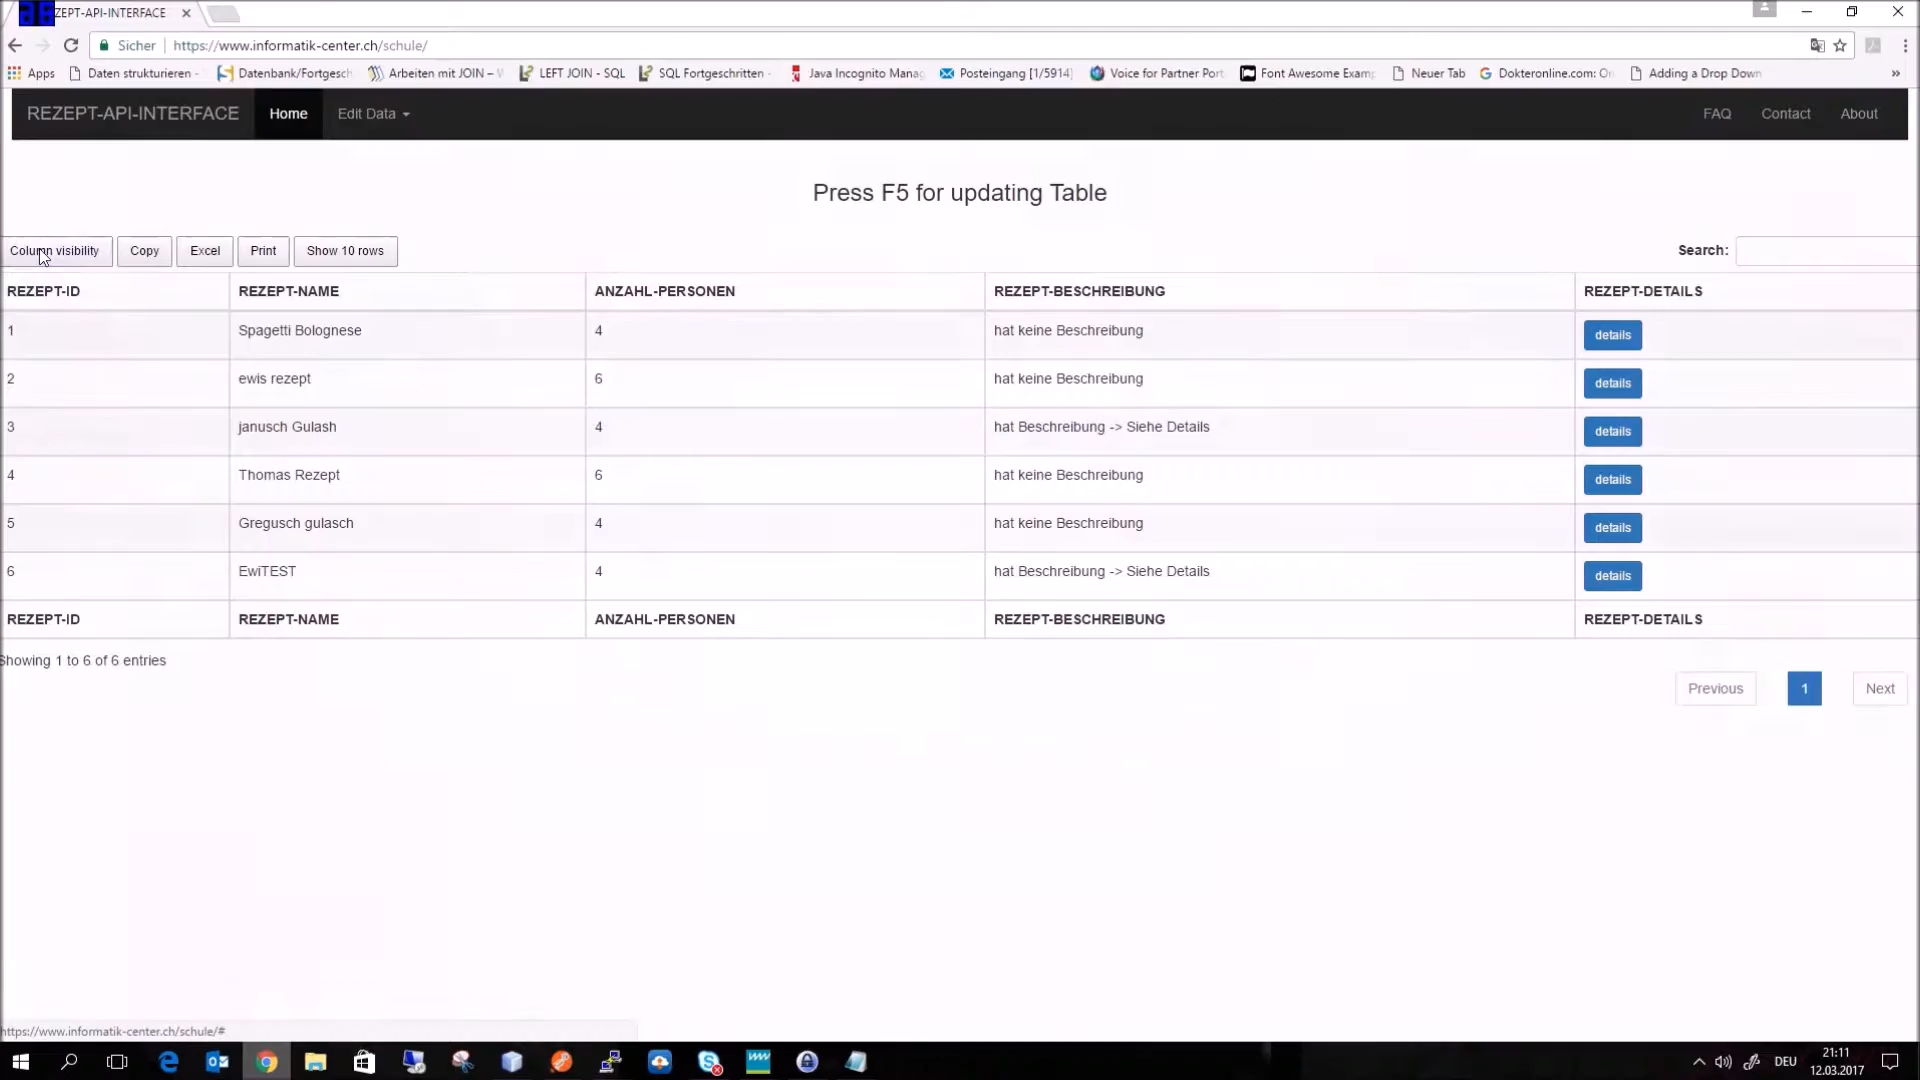 ZEPT-API-INTERFACE
Sicher https://www.informatik-center.ch/schule/
Apps Daten strukturieren - Datenbank/Fortgesch Arbeiten mit JOIN – LEFT JOIN - SQL SQL Fortgeschritten - Java Incognito Manag Posteingang [1/5914] Voice for Partner Port Font Awesome Examp Neuer Tab Dokteronline.com: On Adding a Drop Down »
REZEPT-API-INTERFACE Home Edit Data FAQ Contact About
Press F5 for updating Table
Column visibility Copy Excel Print Show 10 rows Search:
REZEPT-ID REZEPT-NAME ANZAHL-PERSONEN REZEPT-BESCHREIBUNG REZEPT-DETAILS
1 Spagetti Bolognese 4 hat keine Beschreibung details
2 ewis rezept 6 hat keine Beschreibung details
3 janusch Gulash 4 hat Beschreibung -> Siehe Details details
4 Thomas Rezept 6 hat keine Beschreibung details
5 Gregusch gulasch 4 hat keine Beschreibung details
6 EwiTEST 4 hat Beschreibung -> Siehe Details details
REZEPT-ID REZEPT-NAME ANZAHL-PERSONEN REZEPT-BESCHREIBUNG REZEPT-DETAILS
Showing 1 to 6 of 6 entries
Previous 1 Next
https://www.informatik-center.ch/schule/#
DEU 21:11
12.03.2017